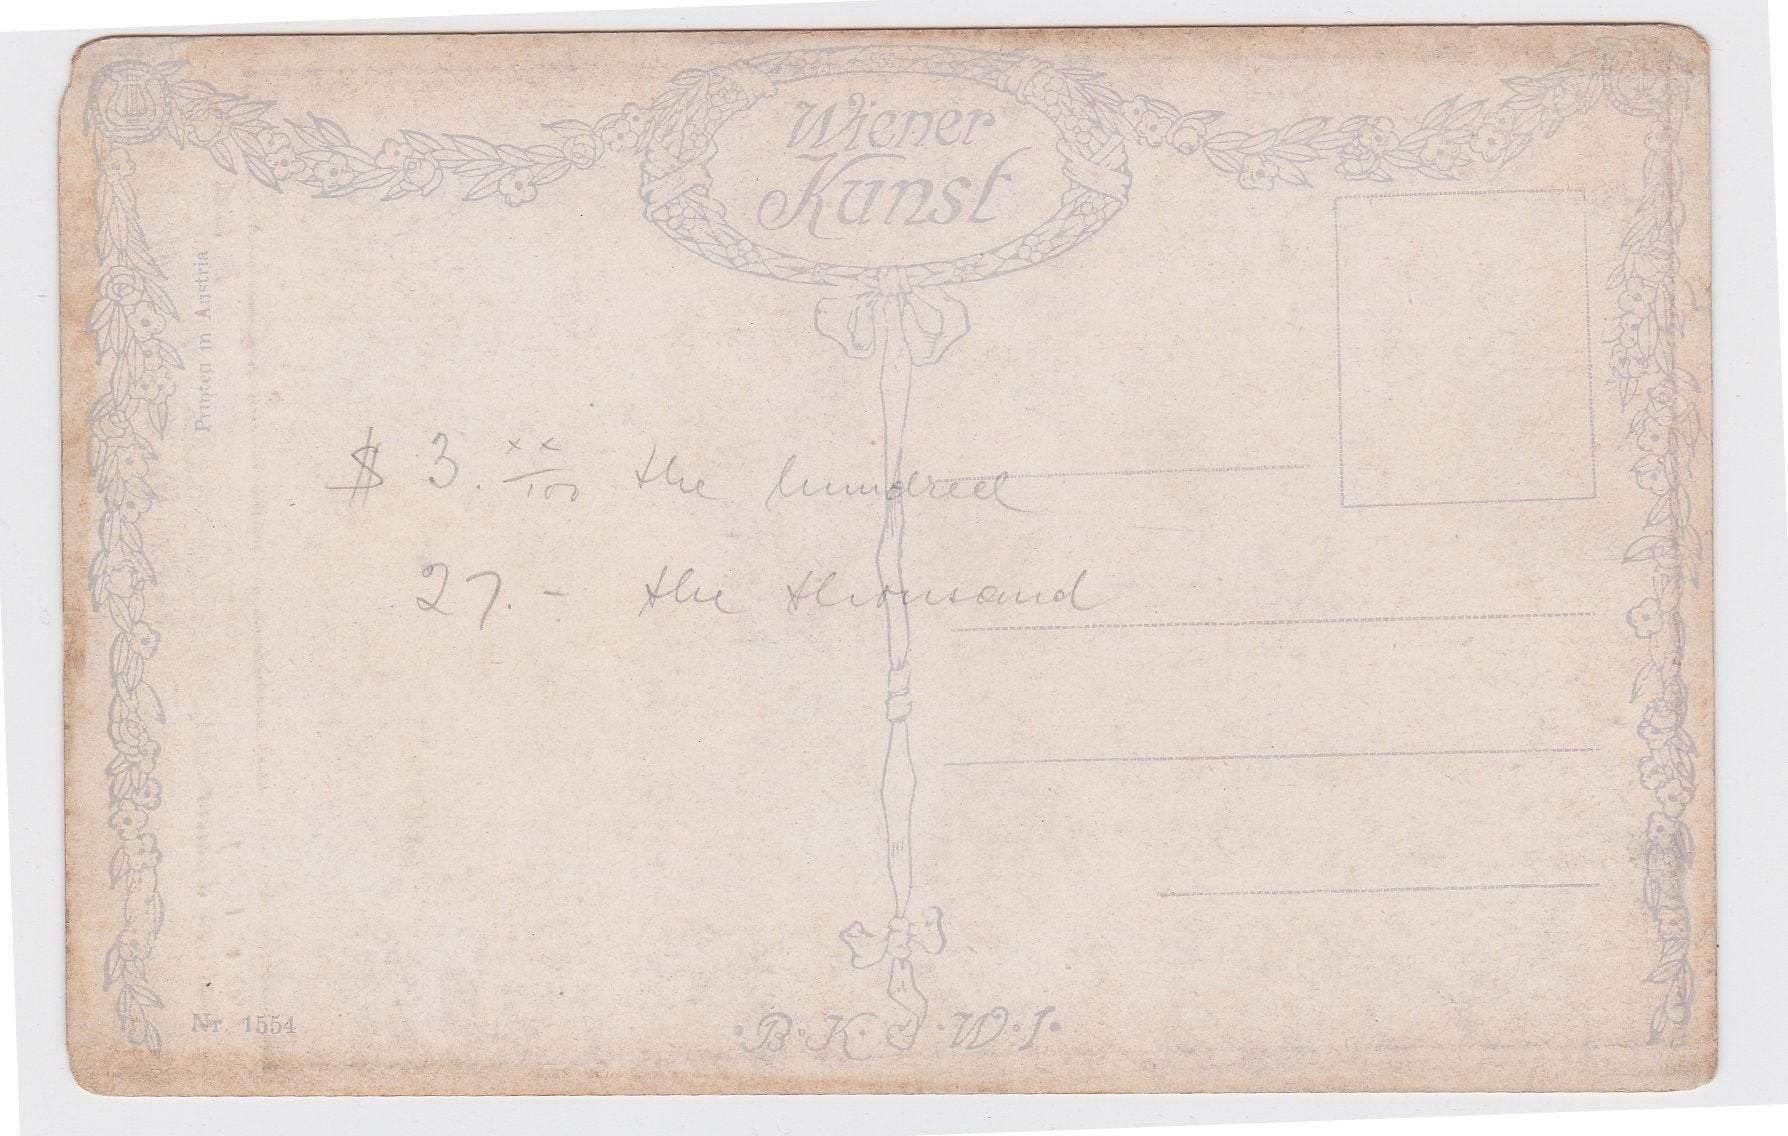 Wiener
Kunst
Printed in Austria
$ 3. xx/100 the hundred
27. - the thousand
Nr. 1554
·B·K·W·I·